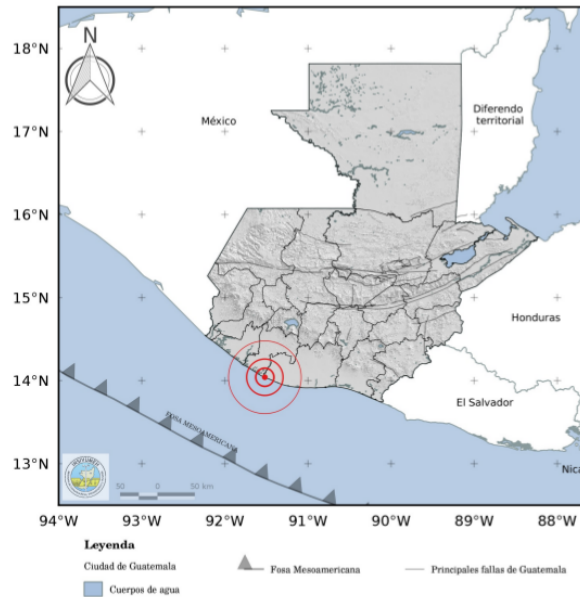 18°N
N
Diferendo
territorial
México
17°N
16°N
15°N
Honduras
14°N
El Salvador
FOSA MESOAMERICANA
13°N
Nica
INSIVUMEH
50 0 50 km
94°W 93°W 92°W 91°W 90°W 89°W 88°W
Leyenda
Ciudad de Guatemala
Fosa Mesoamericana
Principales fallas de Guatemala
Cuerpos de agua